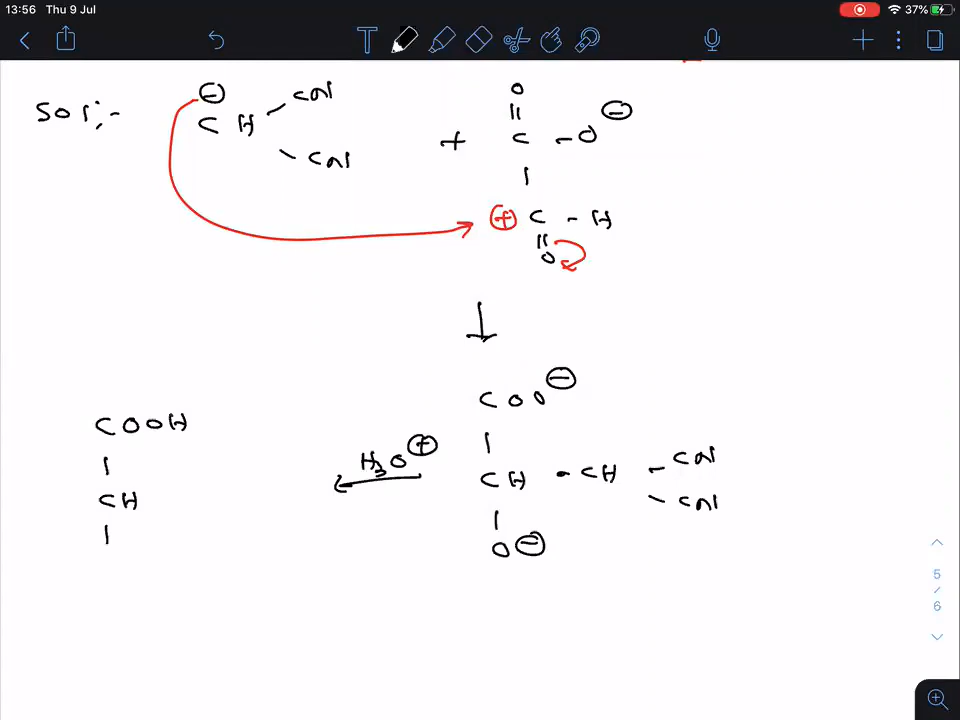 13:56 Thu 9 Jul
37%
T
Sol :-
⊖
CH - CN
- CN
+
O
||
C - O ⊖
|
⊕ C - H
||
O
COO ⊖
|
CH - CH - CN
- CN
|
O ⊖
H3O ⊕
COOH
|
CH
|
5
/
6